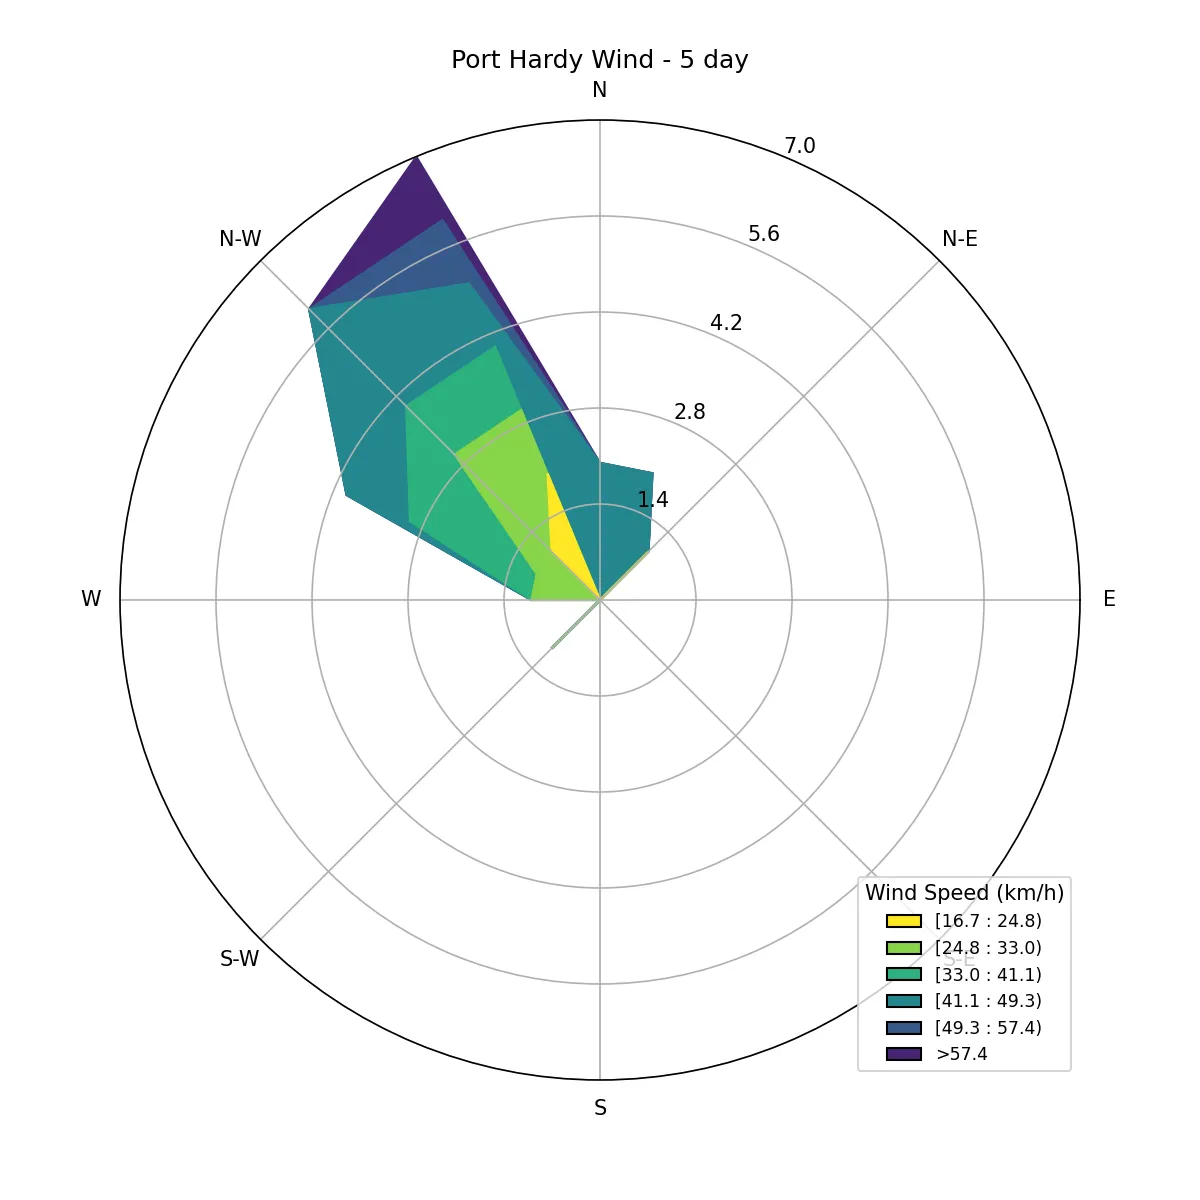 Port Hardy Wind - 5 day
N
7.0
N-W
N-E
5.6
4.2
2.8
1.4
W
E
S-W
S-E
S
Wind Speed (km/h)
[16.7 : 24.8)
[24.8 : 33.0)
[33.0 : 41.1)
[41.1 : 49.3)
[49.3 : 57.4)
>57.4